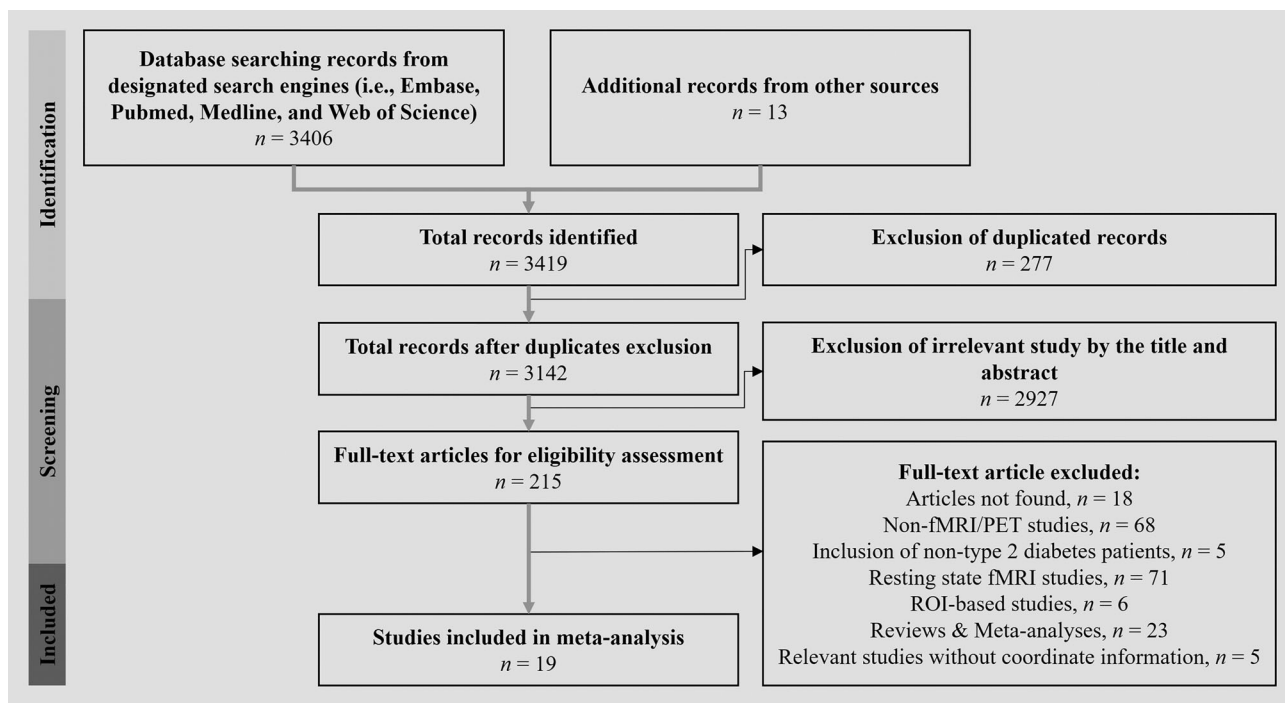 Identification
Database searching records from
designated search engines (i.e., Embase,
Pubmed, Medline, and Web of Science)
n = 3406
Additional records from other sources
n = 13
Total records identified
n = 3419
Exclusion of duplicated records
n = 277
Screening
Total records after duplicates exclusion
n = 3142
Exclusion of irrelevant study by the title and
abstract
n = 2927
Full-text articles for eligibility assessment
n = 215
Full-text article excluded:
Articles not found, n = 18
Non-fMRI/PET studies, n = 68
Inclusion of non-type 2 diabetes patients, n = 5
Resting state fMRI studies, n = 71
ROI-based studies, n = 6
Reviews & Meta-analyses, n = 23
Relevant studies without coordinate information, n = 5
Included
Studies included in meta-analysis
n = 19